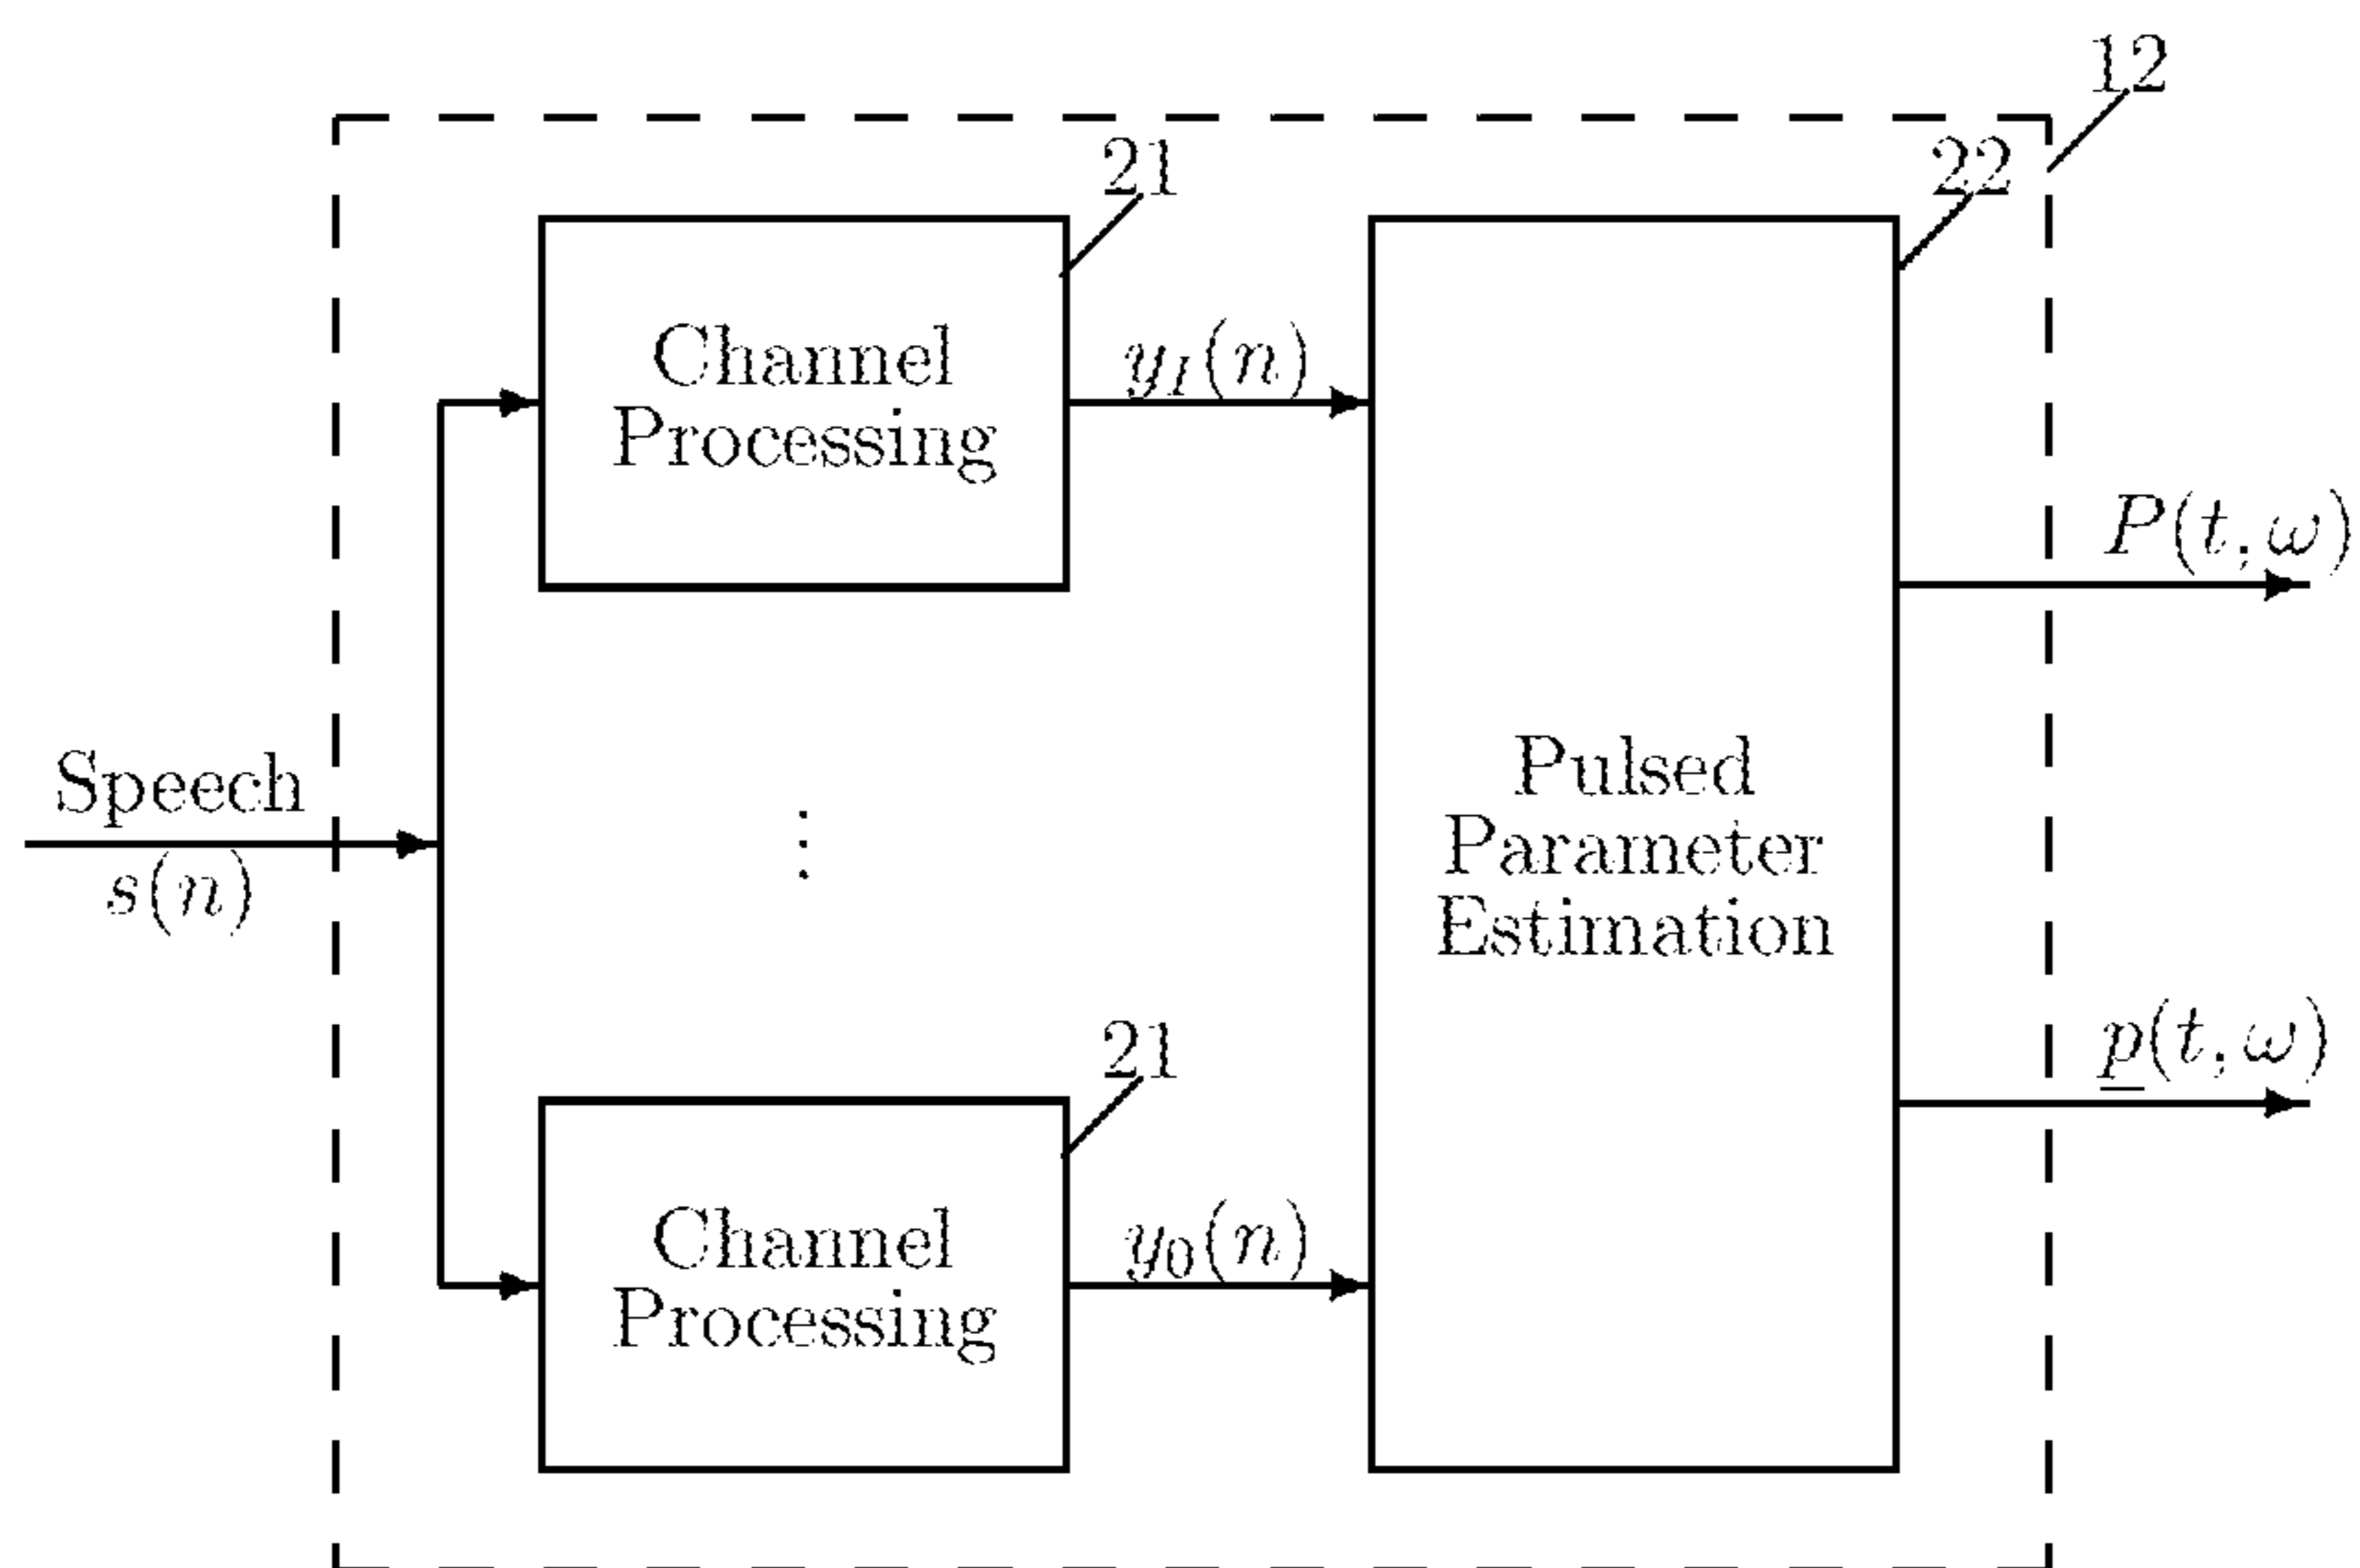 12
21
22
Channel
Processing
y_I(n)
P(t, ω)
Speech
s(n)
⋮
Pulsed
Parameter
Estimation
p(t, ω)
21
Channel
Processing
y_0(n)